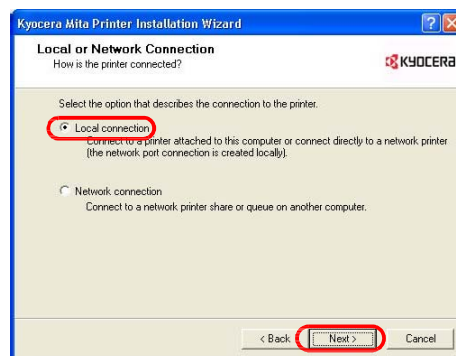 Kyocera Mita Printer Installation Wizard
Local or Network Connection
How is the printer connected?
KYOCERA
Select the option that describes the connection to the printer.
Local connection
Connect to a printer attached to this computer or connect directly to a network printer
(the network port connection is created locally).
Network connection
Connect to a network printer share or queue on another computer.
< Back
Next >
Cancel